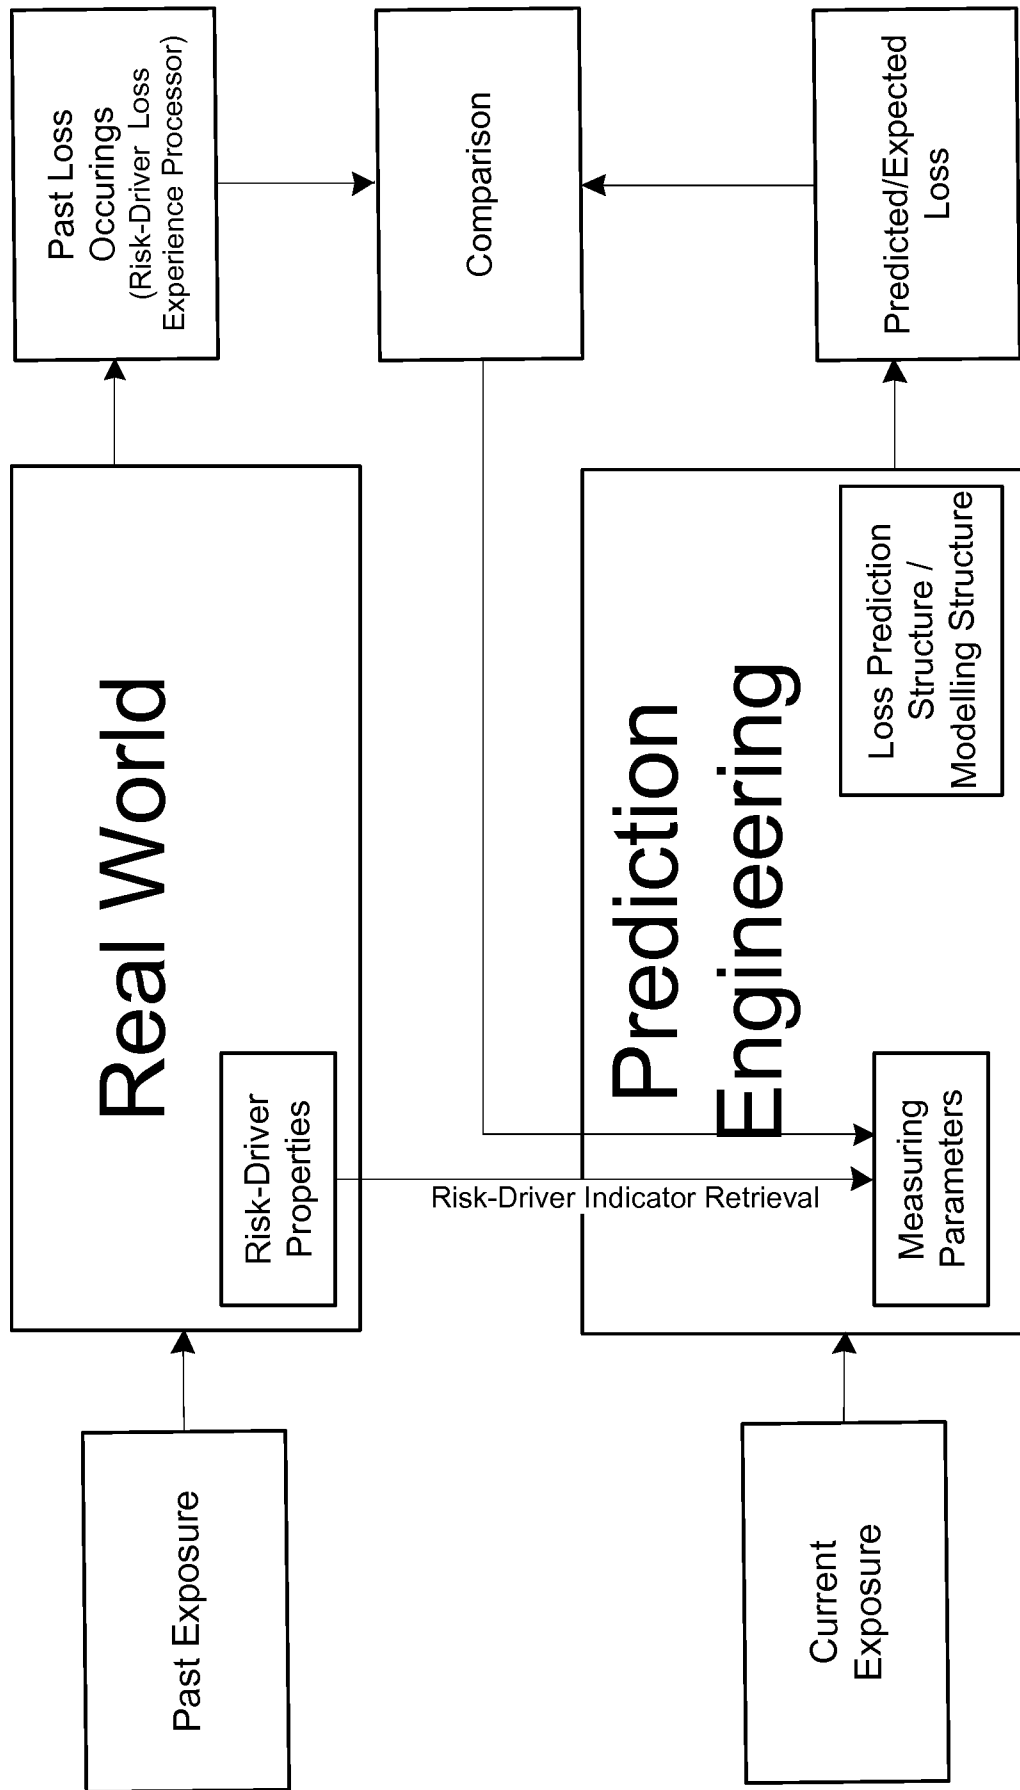 Past Exposure
Real World
Risk-Driver
Properties
Past Loss
Occurings
(Risk-Driver Loss
Experience Processor)
Comparison
Risk-Driver Indicator Retrieval
Current
Exposure
Prediction
Engineering
Measuring
Parameters
Loss Prediction
Structure /
Modelling Structure
Predicted/Expected
Loss